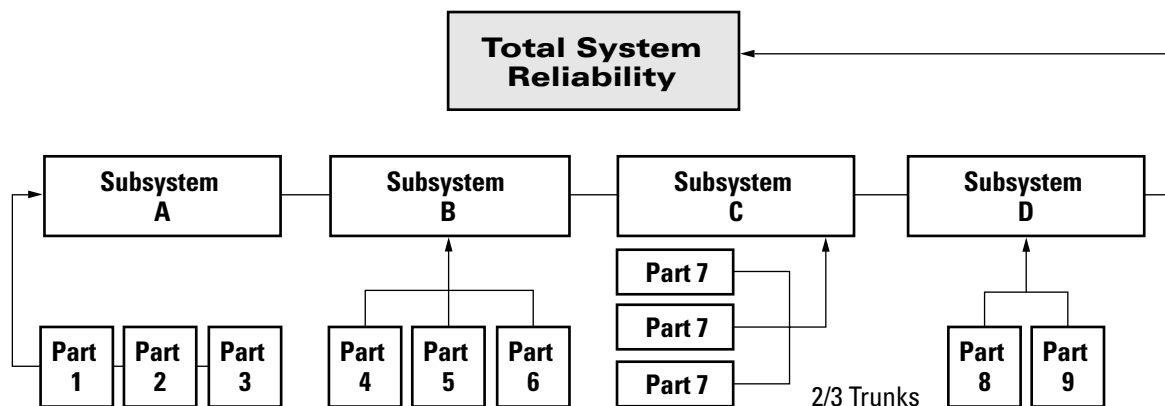 Total System
Reliability
Subsystem
A
Subsystem
B
Subsystem
C
Subsystem
D
Part 7
Part 7
Part 7
Part
1
Part
2
Part
3
Part
4
Part
5
Part
6
2/3 Trunks
Part
8
Part
9